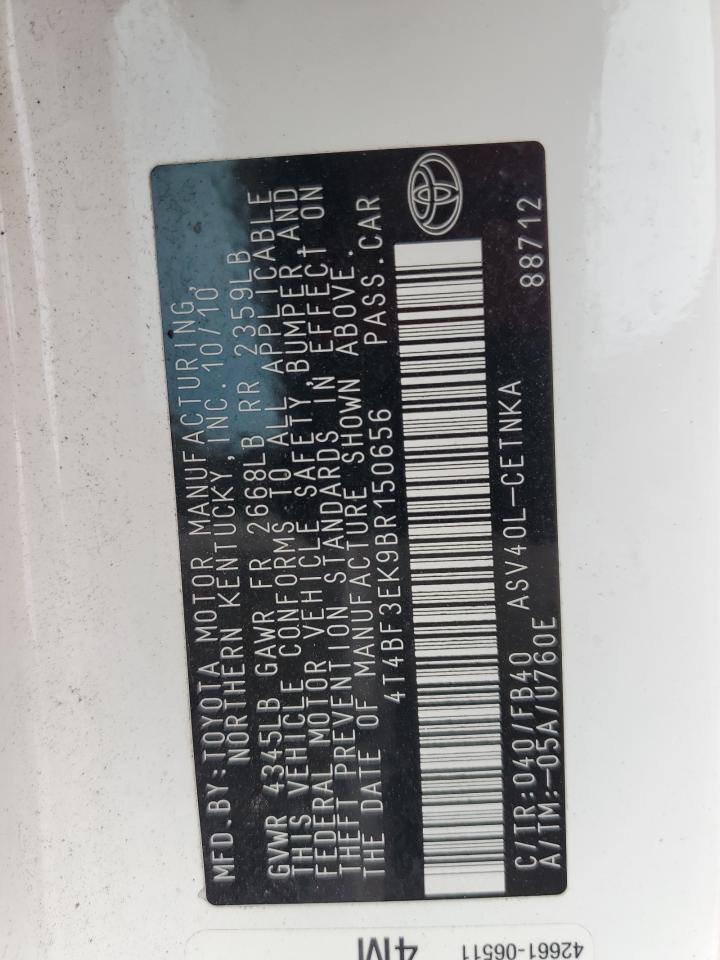 MFD.BY:TOYOTA MOTOR MANUFACTURING,
NORTHERN KENTUCKY, INC. 10/10
GVWR 4345LB GAWR FR 2668LB RR 2359LB
THIS VEHICLE CONFORMS TO ALL APPLICABLE
FEDERAL MOTOR VEHICLE SAFETY, BUMPER, AND
THEFT PREVENTION STANDARDS IN EFFECT ON
THE DATE OF MANUFACTURE SHOWN ABOVE.
4T4BF3EK9BR150656 PASS.CAR
C/TR:040/FB40 ASV40L-CETNKA
A/TM:-05A/U760E 88712
42661-06511
4M